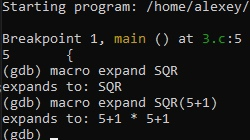 Starting program: /home/alexey/
Breakpoint 1, main () at 3.c:5
5 {
(gdb) macro expand SQR
expands to: SQR
(gdb) macro expand SQR(5+1)
expands to: 5+1 * 5+1
(gdb)